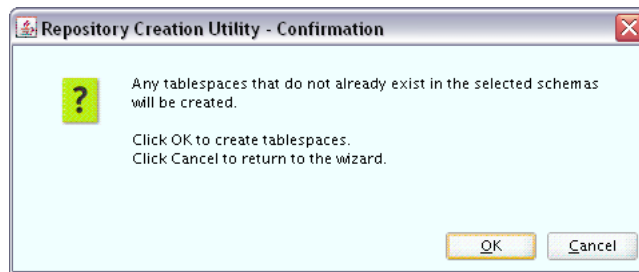 Repository Creation Utility - Confirmation
?
Any tablespaces that do not already exist in the selected schemas
will be created.
Click OK to create tablespaces.
Click Cancel to return to the wizard.
OK
Cancel